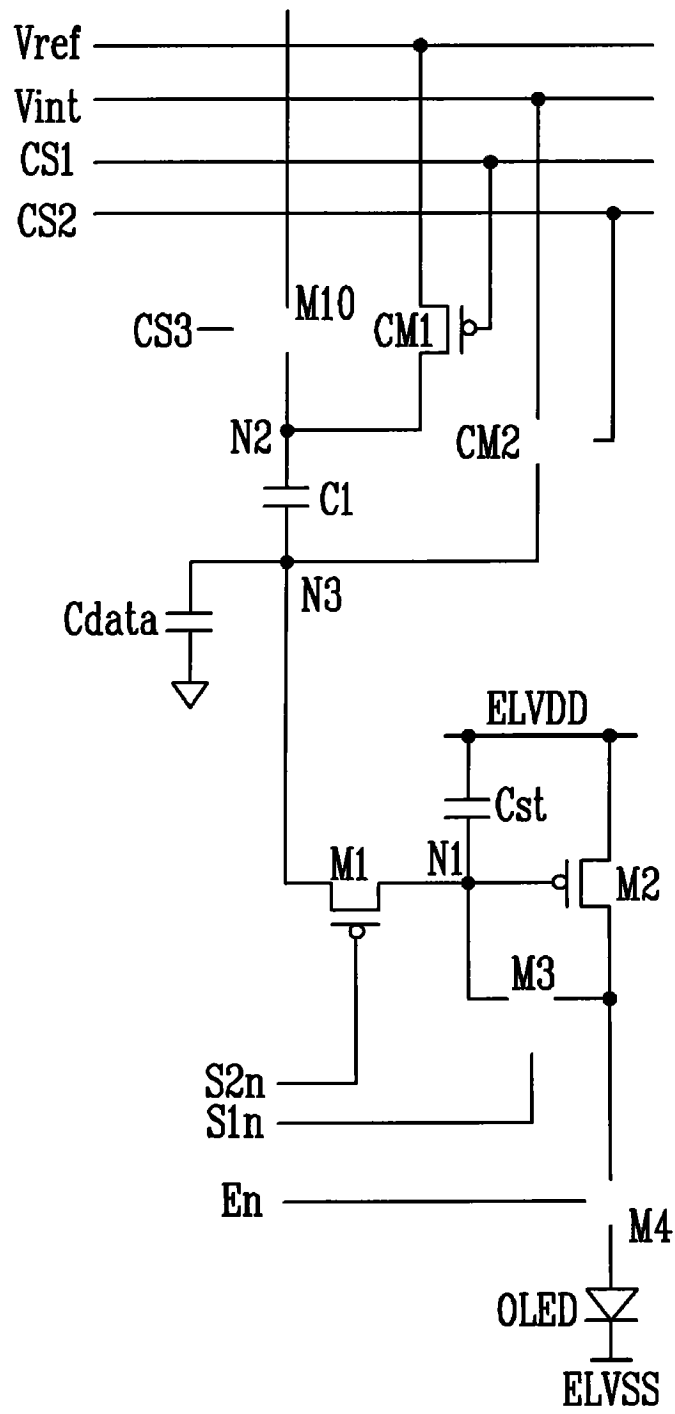 Vref
Vint
CS1
CS2
M10
CS3
CM1
N2
CM2
C1
N3
Cdata
ELVDD
Cst
M1
N1
M2
M3
S2n
S1n
En
M4
OLED
ELVSS